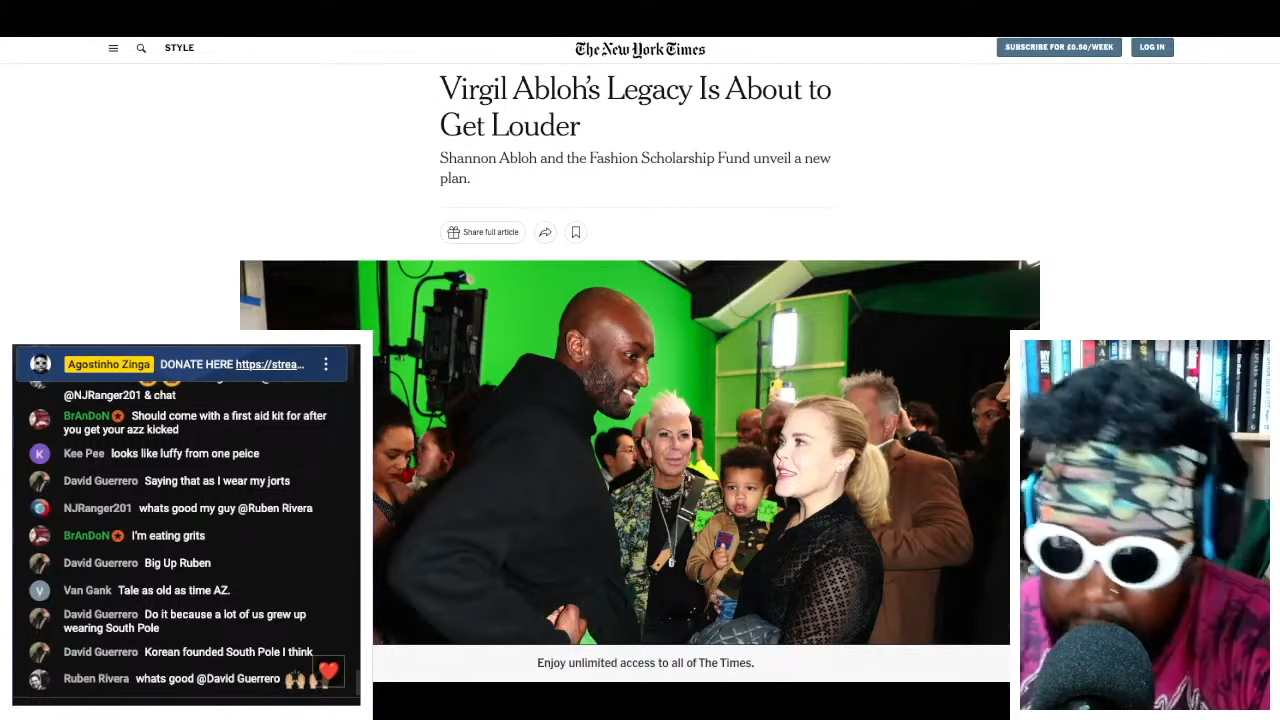 STYLE
The New York Times
SUBSCRIBE FOR £0.50/WEEK
LOG IN
Virgil Abloh's Legacy Is About to
Get Louder
Shannon Abloh and the Fashion Scholarship Fund unveil a new
plan.
Share full article
Enjoy unlimited access to all of The Times.
Agostinho Zinga DONATE HERE https://strea...
@NJRanger201 & chat
BrAnDoN Should come with a first aid kit for after
you get your azz kicked
Kee Pee looks like luffy from one peice
David Guerrero Saying that as I wear my jorts
NJRanger201 whats good my guy @Ruben Rivera
BrAnDoN I'm eating grits
David Guerrero Big Up Ruben
Van Gank Tale as old as time AZ.
David Guerrero Do it because a lot of us grew up
wearing South Pole
David Guerrero Korean founded South Pole I think
Ruben Rivera whats good @David Guerrero